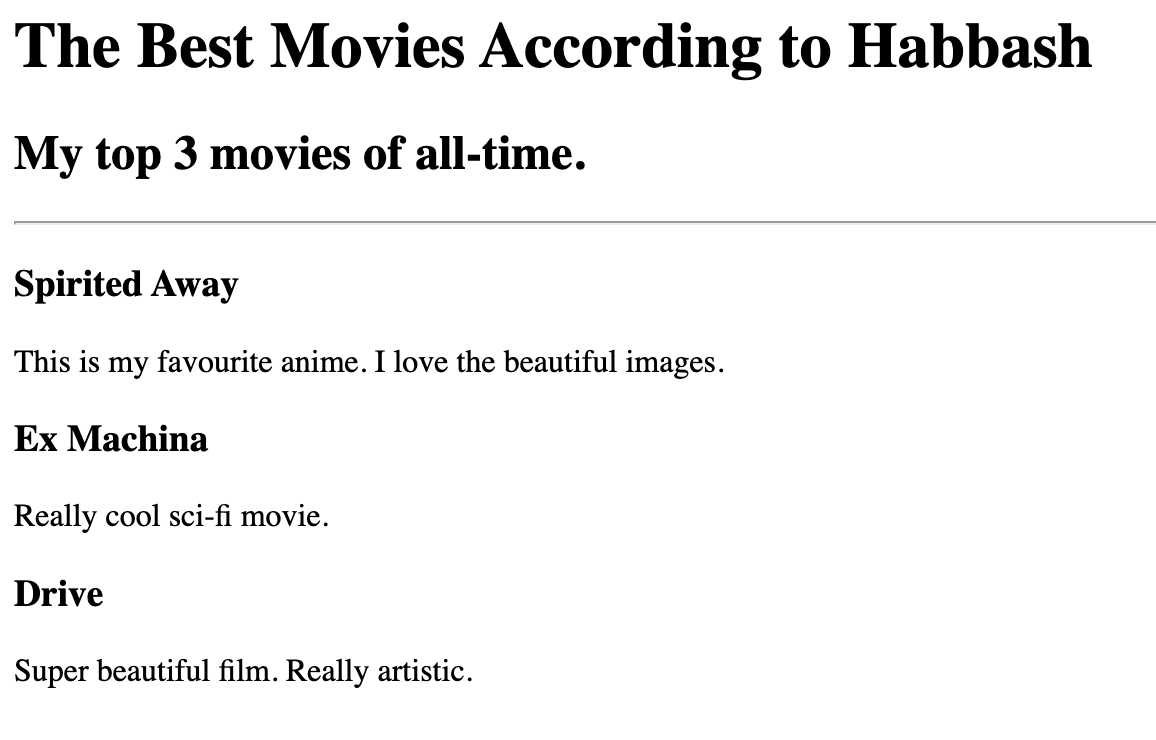 The Best Movies According to Habbash
My top 3 movies of all-time.
Spirited Away
This is my favourite anime. I love the beautiful images.
Ex Machina
Really cool sci-fi movie.
Drive
Super beautiful film. Really artistic.